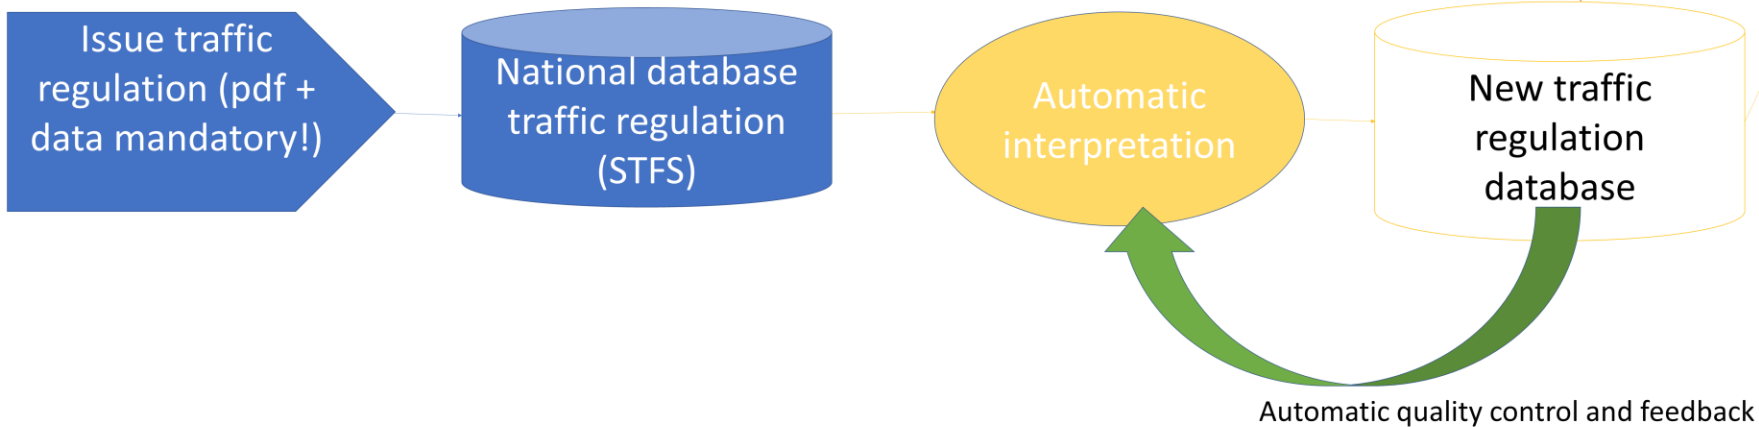 Issue traffic
regulation (pdf +
data mandatory!)
National database
traffic regulation
(STFS)
Automatic
interpretation
New traffic
regulation
database
Automatic quality control and feedback